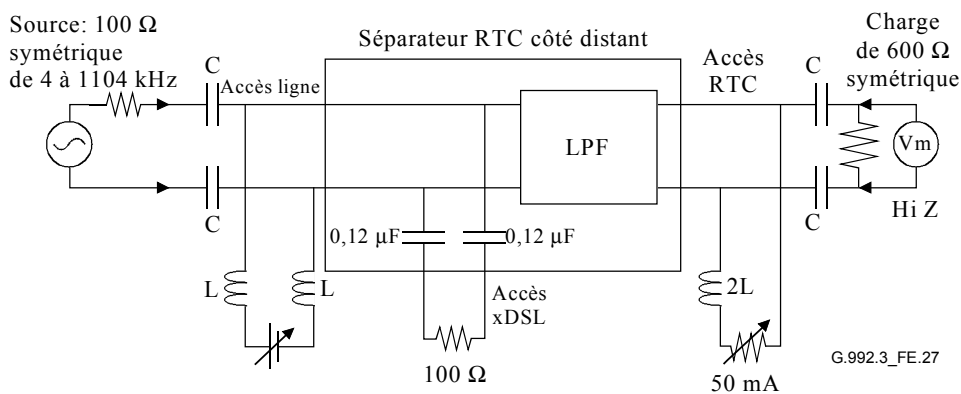 Source: 100 Ω
symétrique
de 4 à 1104 kHz
C
Accès ligne
Séparateur RTC côté distant
Accès
RTC
C
Charge
de 600 Ω
symétrique
LPF
Vm
C
C
Hi Z
0,12 µF
0,12 µF
L
L
Accès
xDSL
2L
100 Ω
50 mA
G.992.3_FE.27